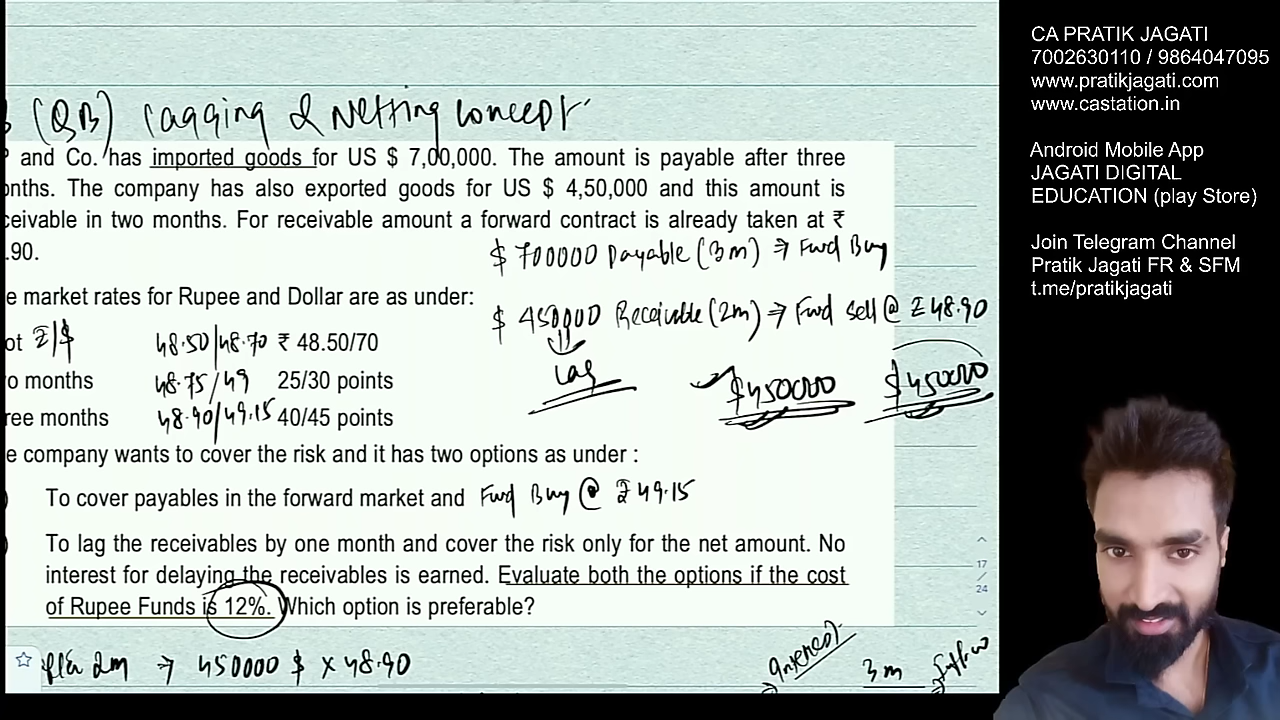 (QB) Lagging & Netting Concept
and Co. has imported goods for US $ 7,00,000. The amount is payable after three
onths. The company has also exported goods for US $ 4,50,000 and this amount is
ceivable in two months. For receivable amount a forward contract is already taken at ₹
.90.
$ 700000 Payable (3m) ⇒ Fwd Buy
e market rates for Rupee and Dollar are as under:
$ 450000 Receivable (2m) ⇒ Fwd Sell @ ₹48.90
ot ₹/$ 48.50/48.70 ₹ 48.50/70
Lag
$450000 $450000
o months 48.75/49 25/30 points
ree months 48.90/49.15 40/45 points
e company wants to cover the risk and it has two options as under :
) To cover payables in the forward market and Fwd Buy @ ₹49.15
) To lag the receivables by one month and cover the risk only for the net amount. No
interest for delaying the receivables is earned. Evaluate both the options if the cost
of Rupee Funds is 12%. Which option is preferable?
2m ⇒ 450000 $ × 48.90
Interest
3m
17
/
24
CA PRATIK JAGATI
7002630110 / 9864047095
www.pratikjagati.com
www.castation.in
Android Mobile App
JAGATI DIGITAL
EDUCATION (play Store)
Join Telegram Channel
Pratik Jagati FR & SFM
t.me/pratikjagati